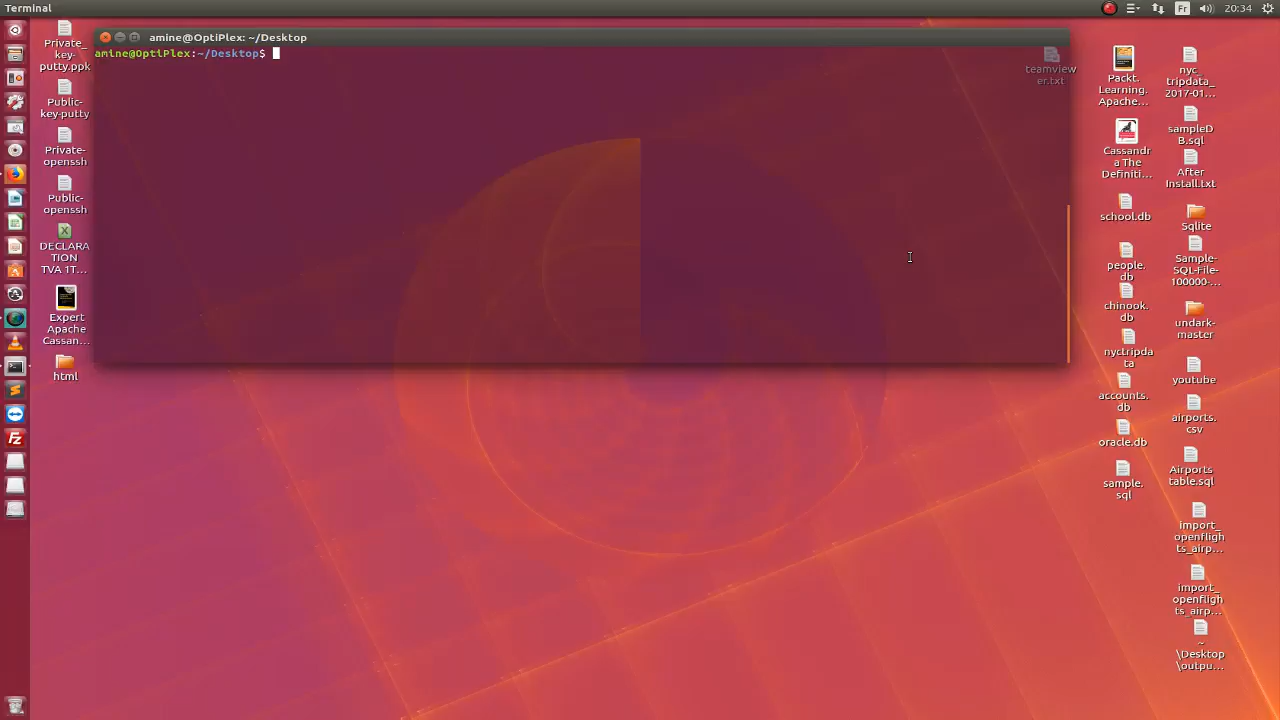 Terminal
Fr
20:34
amine@OptiPlex: ~/Desktop
amine@OptiPlex:~/Desktop$
Private_
key-
putty.ppk
Public-
key-putty
Private-
openssh
Public-
openssh
DECLARA
TION
TVA 1T...
Expert
Apache
Cassan...
html
teamview
er.txt
Packt.
Learning.
Apache...
Cassandr
a The
Definiti...
school.db
people.
db
chinook.
db
nyctripda
ta
accounts.
db
oracle.db
sample.
sql
nyc_
tripdata_
2017-01...
sampleD
B.sql
After
Install.txt
Sqlite
Sample-
SQL-File-
100000-...
undark-
master
youtube
airports.
csv
Airports
table.sql
import_
openfligh
ts_airp...
import_
openfligh
ts_airp...
~
\Desktop
\outpu...